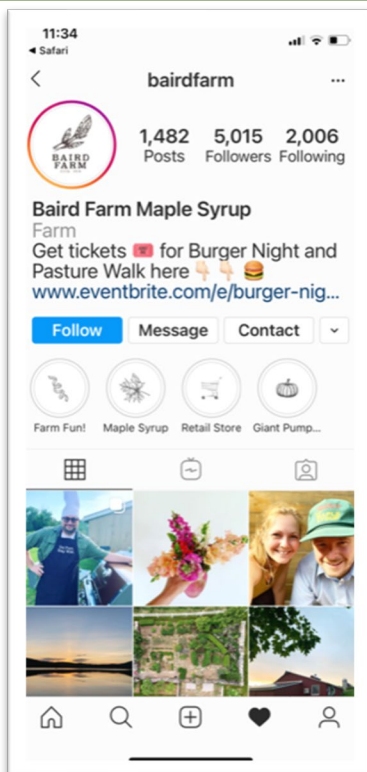 11:34
Safari
bairdfarm
1,482 5,015 2,006
Posts Followers Following
BAIRD
FARM
Baird Farm Maple Syrup
Farm
Get tickets 🎟️ for Burger Night and
Pasture Walk here 👇🏻 👇🏻 🍔
www.eventbrite.com/e/burger-nig...
Follow Message Contact
Farm Fun! Maple Syrup Retail Store Giant Pump...